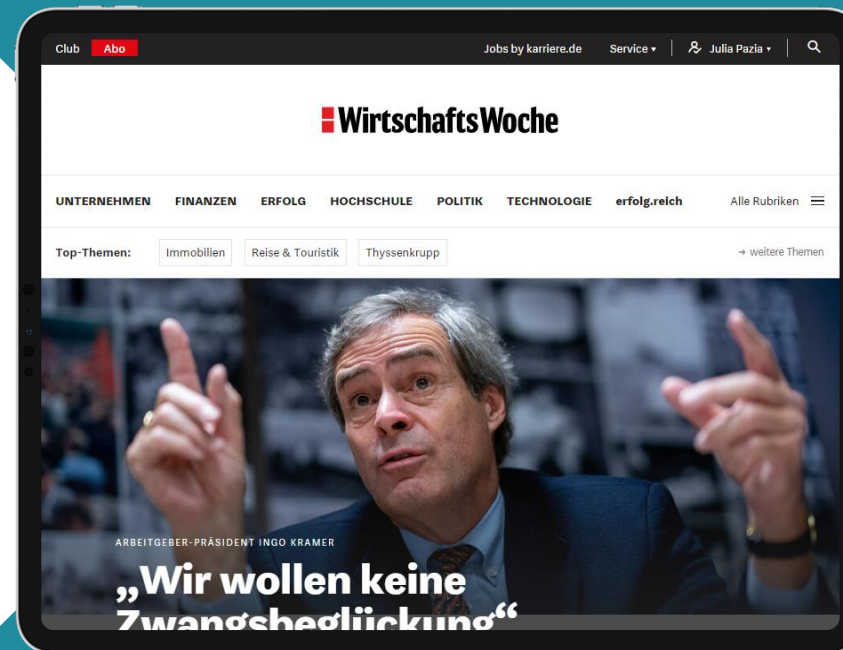 Club Abo Jobs by karriere.de Service Julia Pazia
WirtschaftsWoche
UNTERNEHMEN FINANZEN ERFOLG HOCHSCHULE POLITIK TECHNOLOGIE erfolg.reich Alle Rubriken
Top-Themen: Immobilien Reise & Touristik Thyssenkrupp → weitere Themen
ARBEITGEBER-PRÄSIDENT INGO KRAMER
„Wir wollen keine
Zwangsbeglückung“